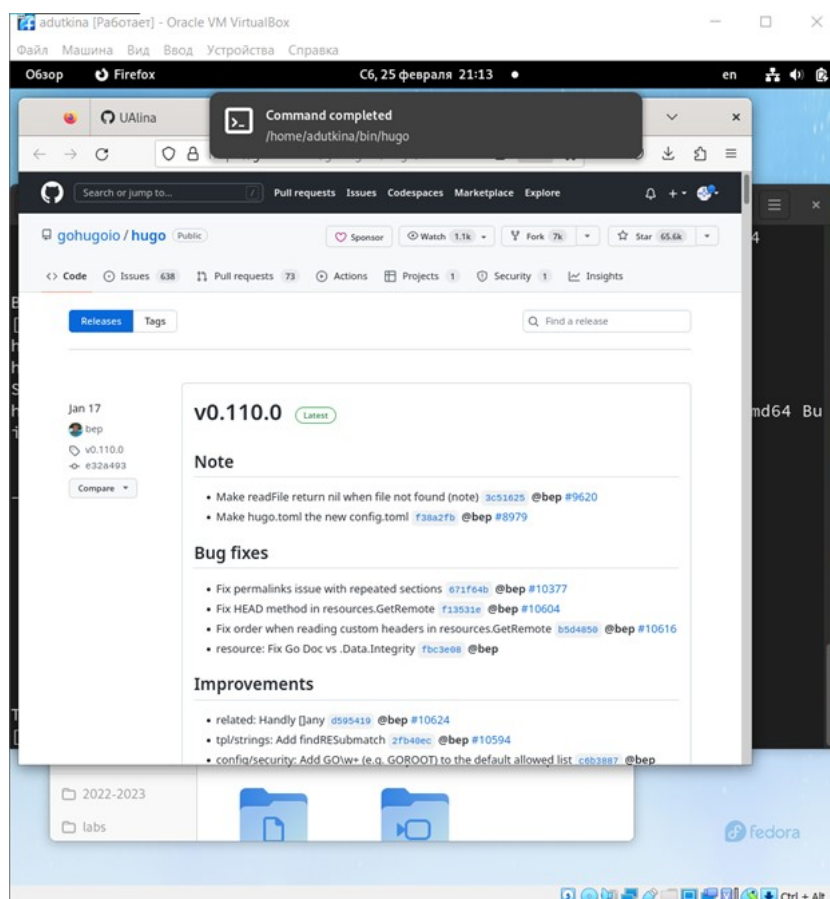 adutkina [Работает] - Oracle VM VirtualBox
Файл Машина Вид Ввод Устройства Справка
Обзор Firefox Сб, 25 февраля 21:13 en
UAlina
Command completed
/home/adutkina/bin/hugo
Search or jump to... / Pull requests Issues Codespaces Marketplace Explore
gohugoio / hugo Public Sponsor Watch 1.1k Fork 7k Star 65.6k
4
<> Code Issues 638 Pull requests 73 Actions Projects 1 Security 1 Insights
Releases Tags Find a release
Jan 17
bep
v0.110.0
e32a493
Compare
v0.110.0 Latest
md64 Bu
Note
• Make readFile return nil when file not found (note) 3c51625 @bep #9620
• Make hugo.toml the new config.toml f38a2fb @bep #8979
Bug fixes
• Fix permalinks issue with repeated sections 671f64b @bep #10377
• Fix HEAD method in resources.GetRemote f13531e @bep #10604
• Fix order when reading custom headers in resources.GetRemote b5d4850 @bep #10616
• resource: Fix Go Doc vs .Data.Integrity fbc3e08 @bep
Improvements
• related: Handly []any d595419 @bep #10624
• tpl/strings: Add findRESubmatch 2fb40ec @bep #10594
• config/security: Add GO\w+ (e.g. GOROOT) to the default allowed list c6b3887 @bep
2022-2023
labs
fedora
Ctrl + Alt